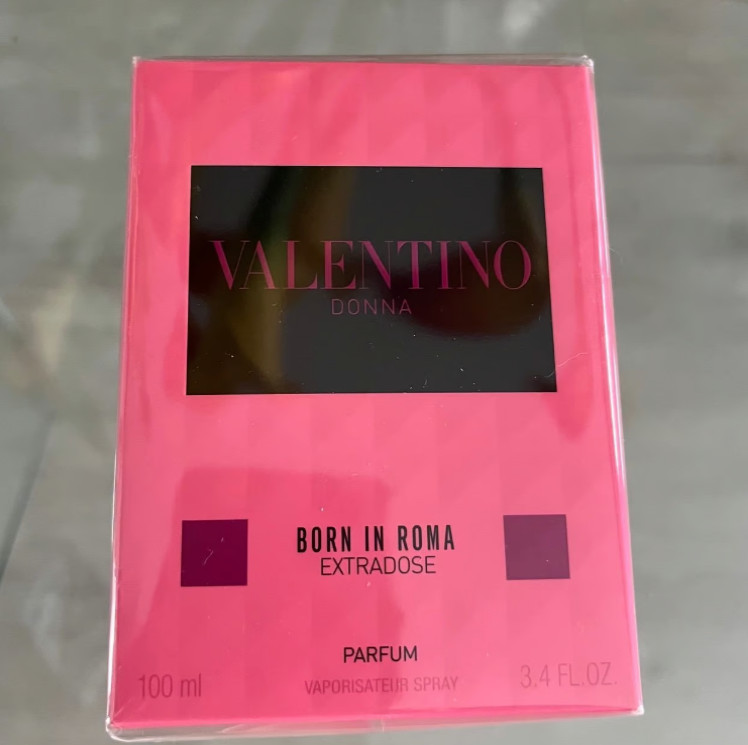 VALENTINO
DONNA
BORN IN ROMA
EXTRADOSE
PARFUM
100 ml
VAPORISATEUR SPRAY
3.4 FL.OZ.